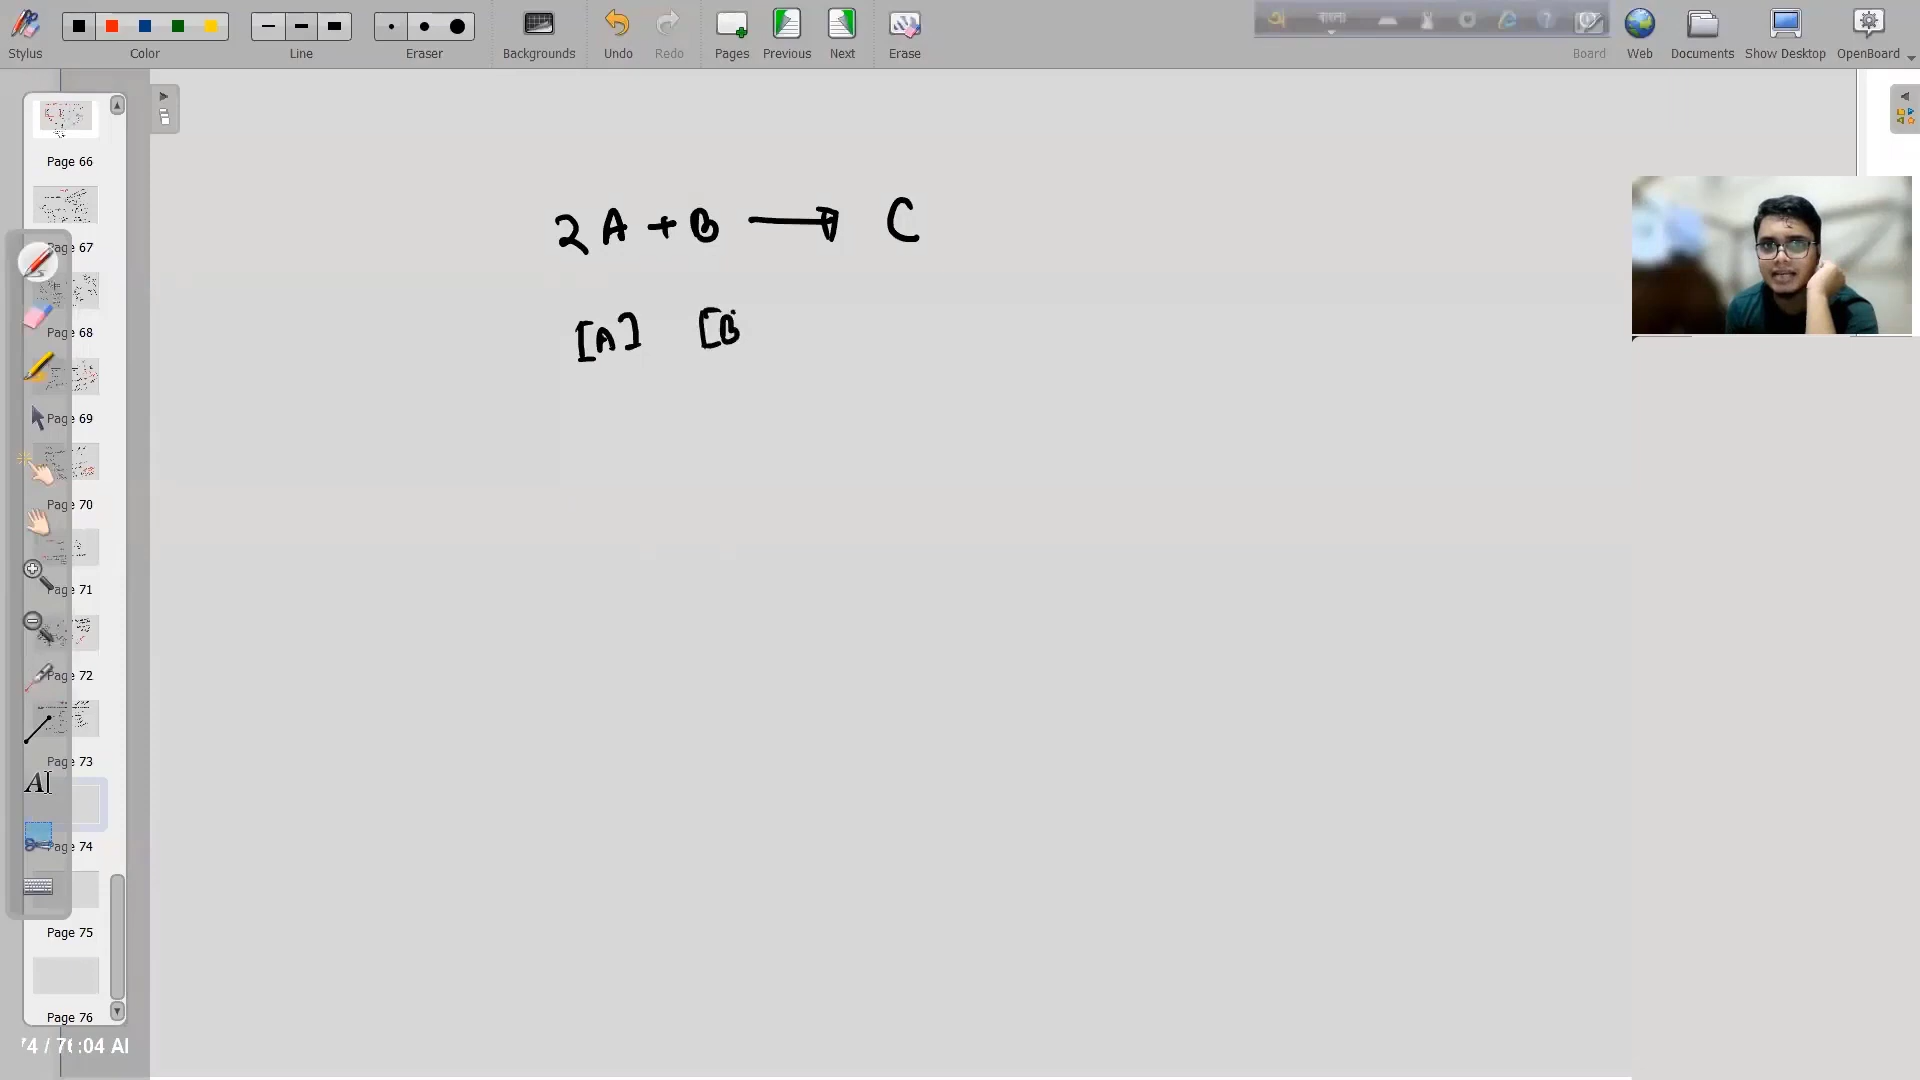 Stylus Color Line Eraser Backgrounds Undo Redo Pages Previous Next Erase Board Web Documents Show Desktop OpenBoard
বাংলা
Page 66
Page 67
Page 68
Page 69
Page 70
Page 71
Page 72
Page 73
Page 74
Page 75
Page 76
2A + B → C
[A] [B